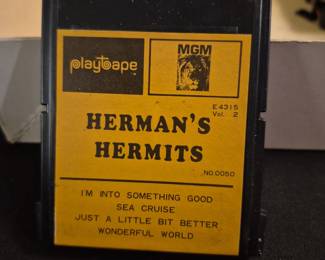 playtape
MGM
E4315
Vol. 2
HERMAN'S
HERMITS
NO.0050
I'M INTO SOMETHING GOOD
SEA CRUISE
JUST A LITTLE BIT BETTER
WONDERFUL WORLD